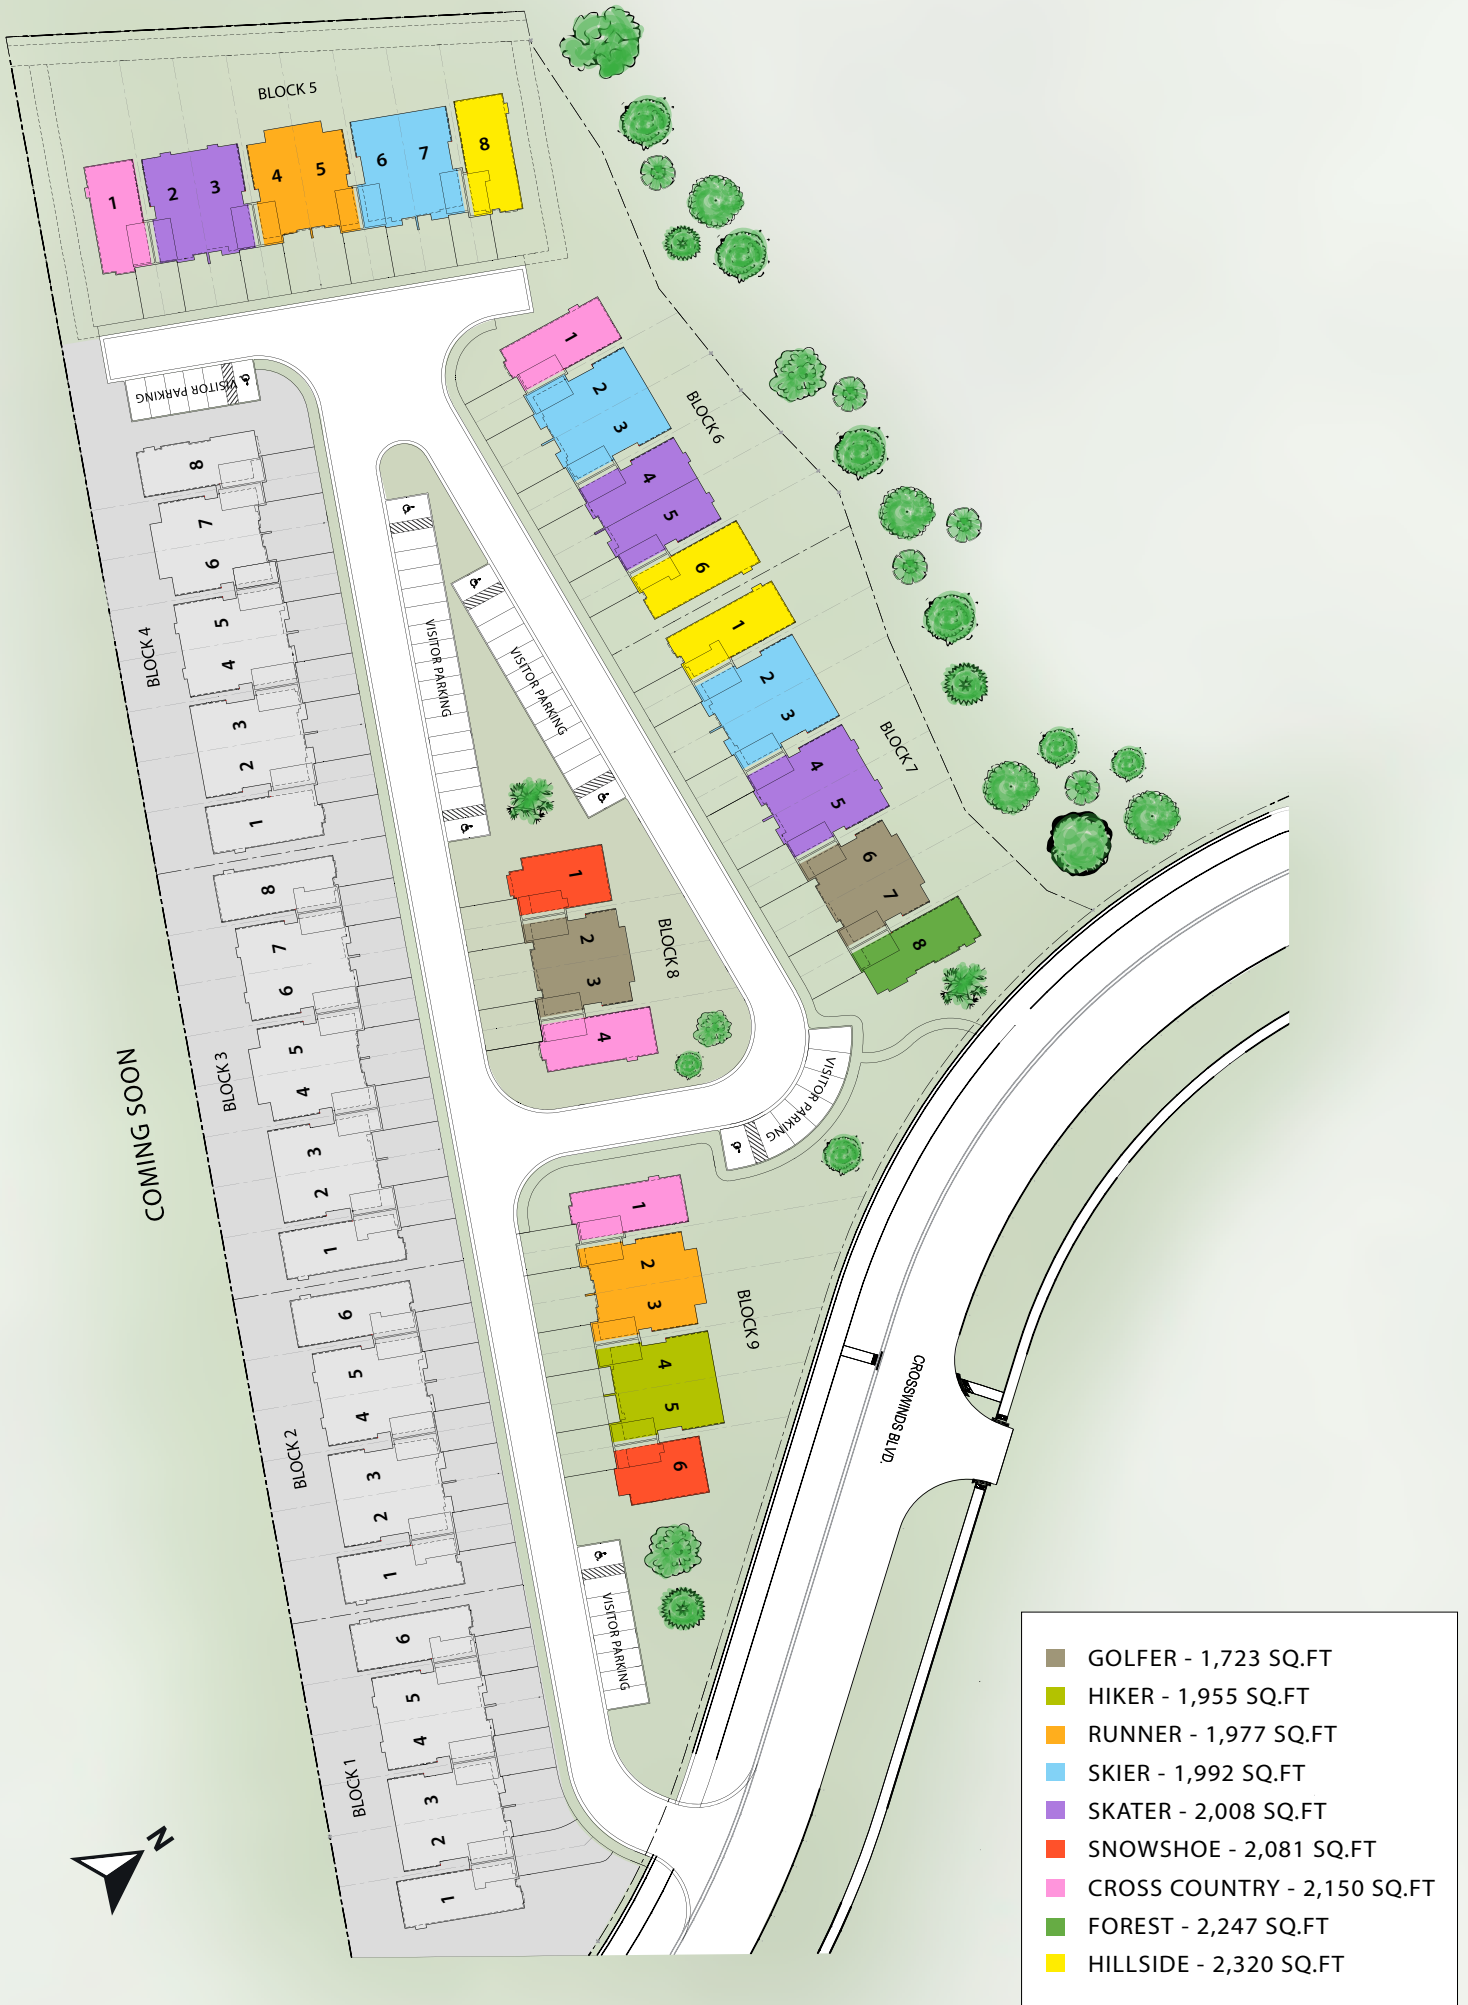 BLOCK 5
1
2
3
4
5
6
7
8
VISITOR PARKING
BLOCK 6
1
2
3
4
5
6
BLOCK 7
1
2
3
4
5
6
7
8
BLOCK 4
8
7
6
5
4
3
2
1
VISITOR PARKING
VISITOR PARKING
BLOCK 8
1
2
3
4
VISITOR PARKING
COMING SOON
BLOCK 3
8
7
6
5
4
3
2
1
BLOCK 9
1
2
3
4
5
6
VISITOR PARKING
CROSSWINDS BLVD.
BLOCK 2
6
5
4
3
2
1
BLOCK 1
6
5
4
3
2
1
N
GOLFER - 1,723 SQ.FT
HIKER - 1,955 SQ.FT
RUNNER - 1,977 SQ.FT
SKIER - 1,992 SQ.FT
SKATER - 2,008 SQ.FT
SNOWSHOE - 2,081 SQ.FT
CROSS COUNTRY - 2,150 SQ.FT
FOREST - 2,247 SQ.FT
HILLSIDE - 2,320 SQ.FT